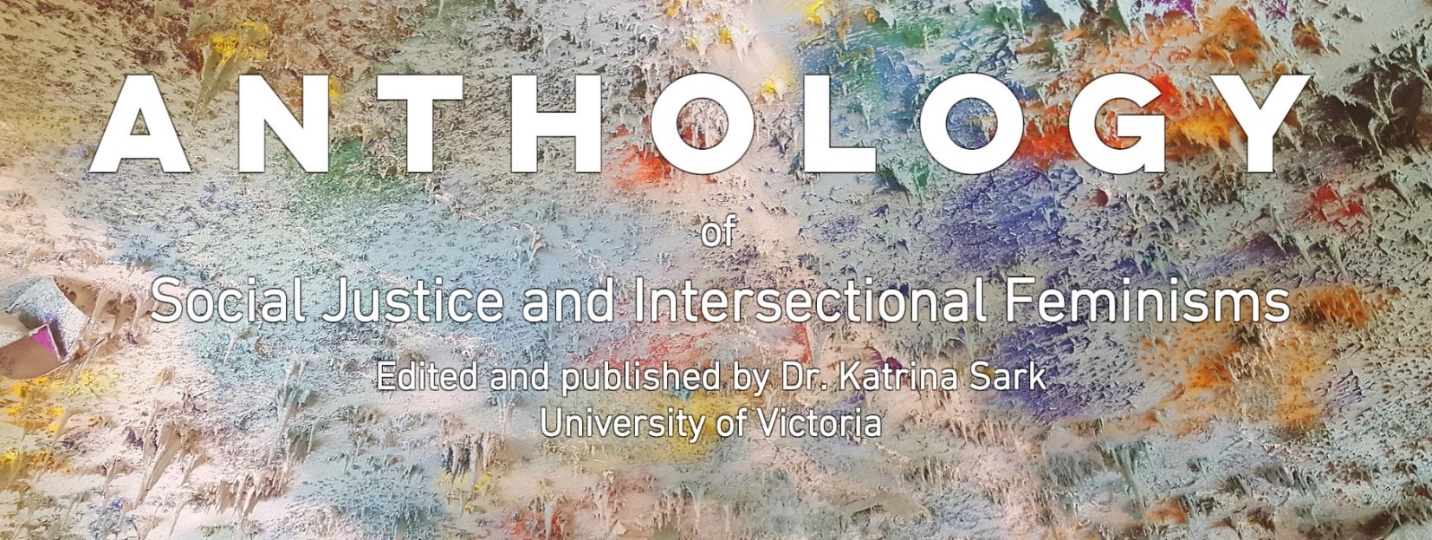 ANTHOLOGY
of
Social Justice and Intersectional Feminisms
Edited and published by Dr. Katrina Sark
University of Victoria